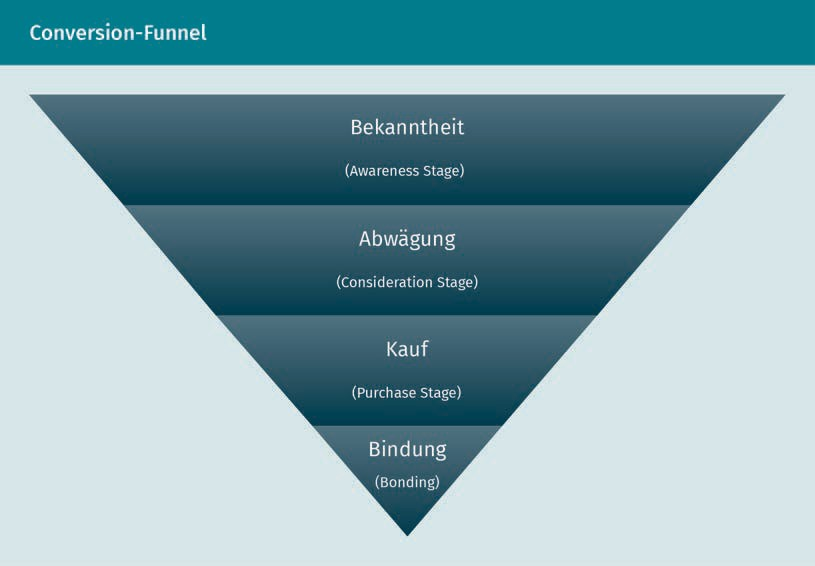 Conversion-Funnel
Bekanntheit
(Awareness Stage)
Abwägung
(Consideration Stage)
Kauf
(Purchase Stage)
Bindung
(Bonding)